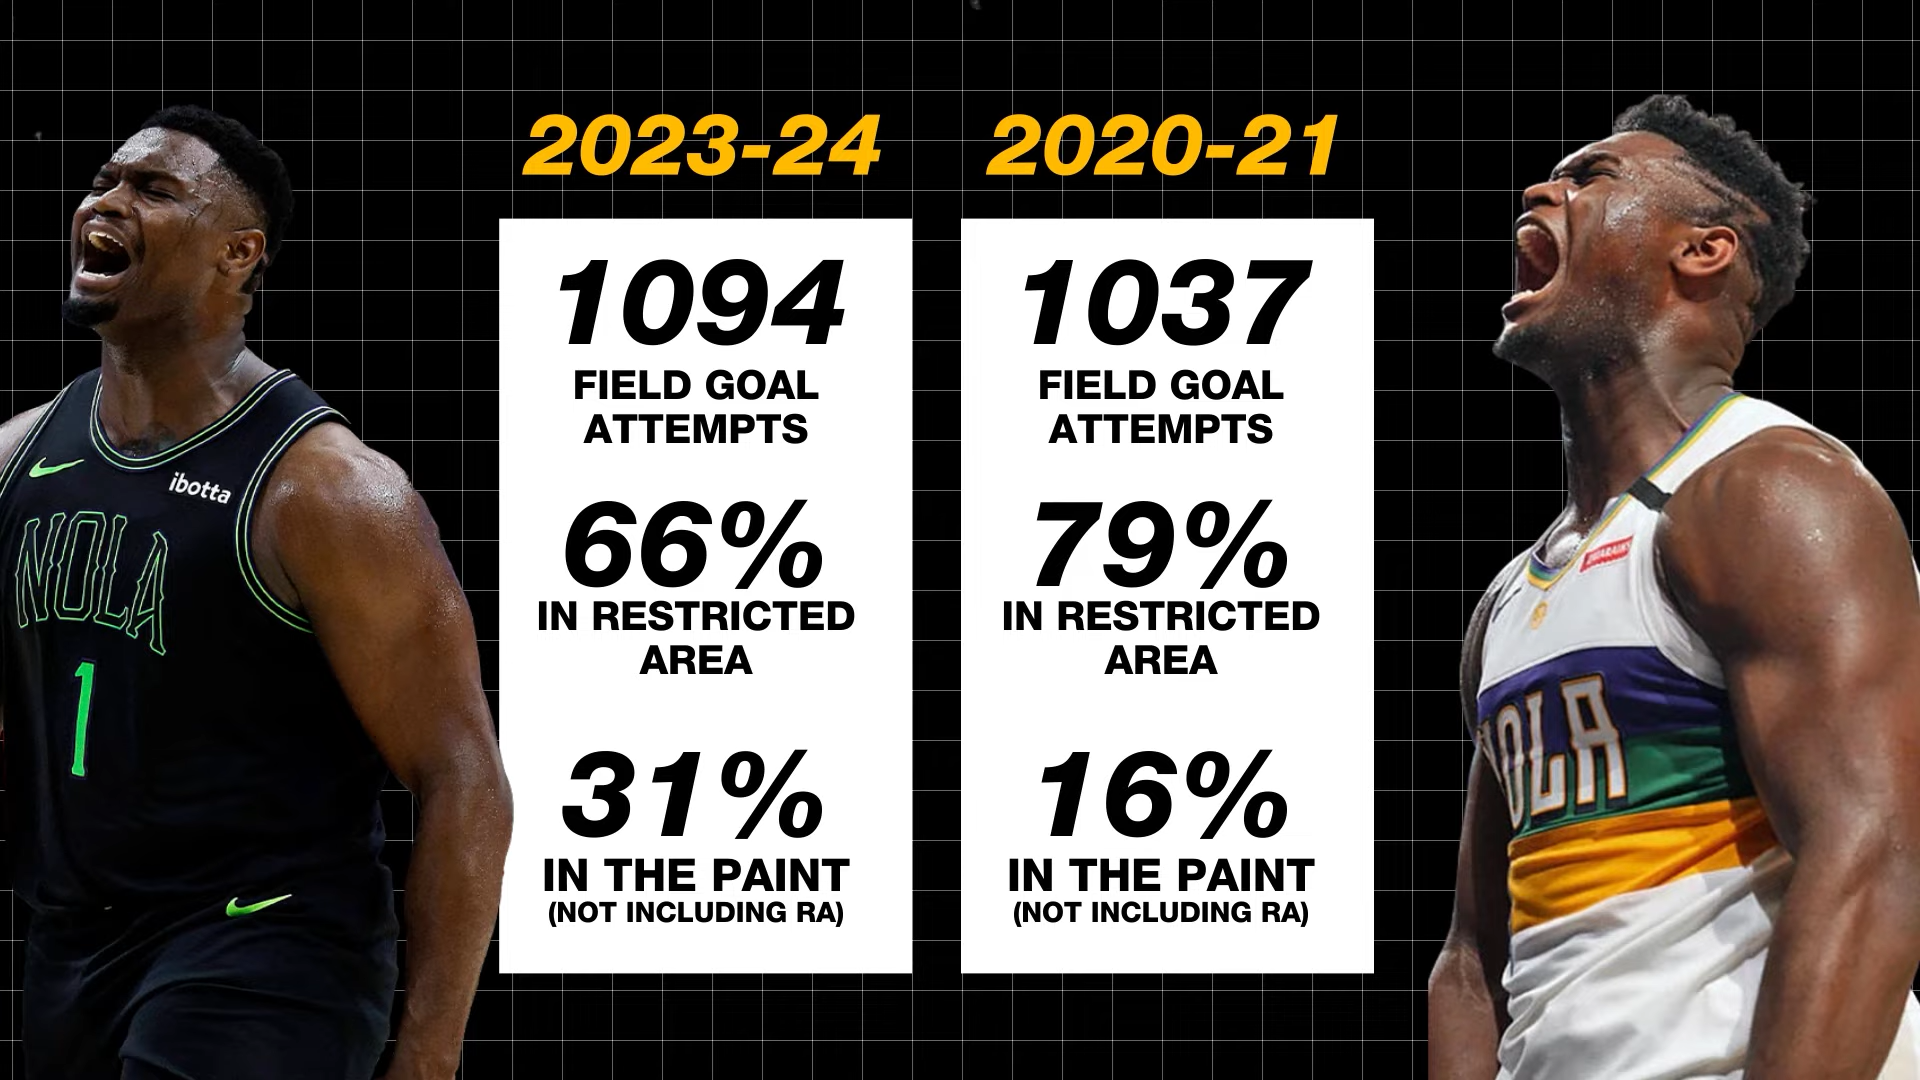 2023-24
1094
FIELD GOAL
ATTEMPTS
66%
IN RESTRICTED
AREA
31%
IN THE PAINT
(NOT INCLUDING RA)
2020-21
1037
FIELD GOAL
ATTEMPTS
79%
IN RESTRICTED
AREA
16%
IN THE PAINT
(NOT INCLUDING RA)
ibotta
NOLA
1
NOLA